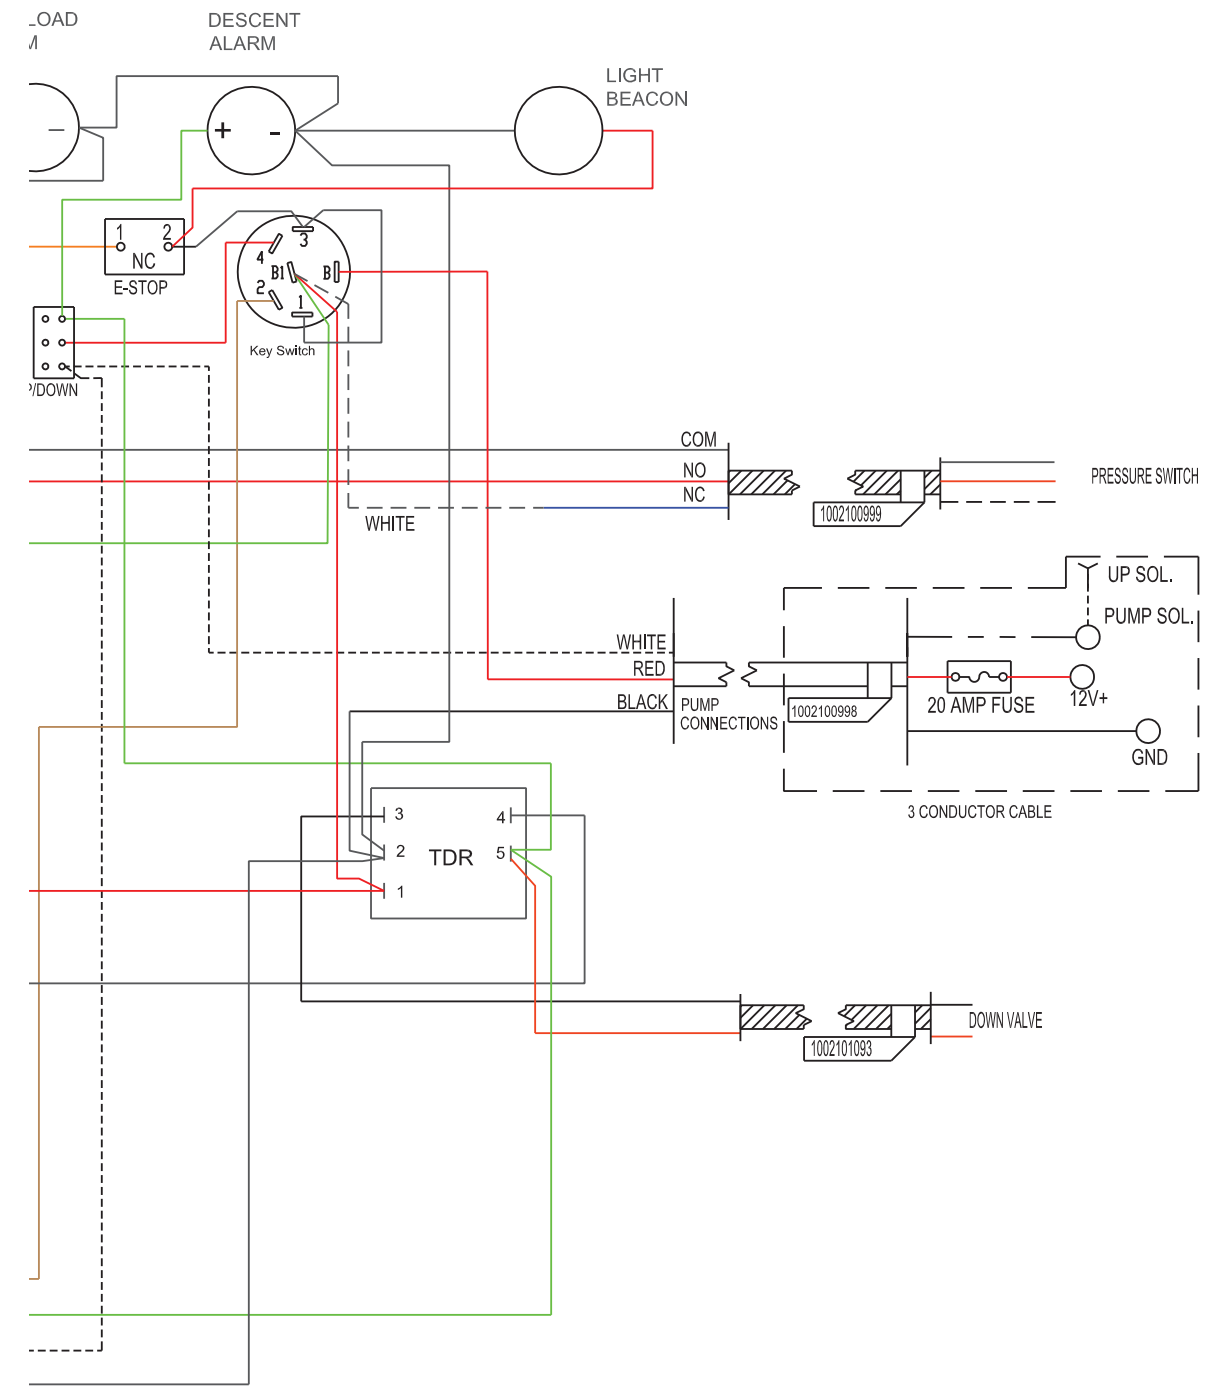 LOAD
M
DESCENT
ALARM
+
-
LIGHT
BEACON
1 2
NC
E-STOP
3
4
B1
B
2
1
Key Switch
P/DOWN
COM
NO
NC
WHITE
1002100999
PRESSURE SWITCH
UP SOL.
PUMP SOL.
WHITE
RED
BLACK
PUMP
CONNECTIONS
1002100998
20 AMP FUSE
12V+
GND
3 CONDUCTOR CABLE
3
4
2
TDR
5
1
1002101093
DOWN VALVE